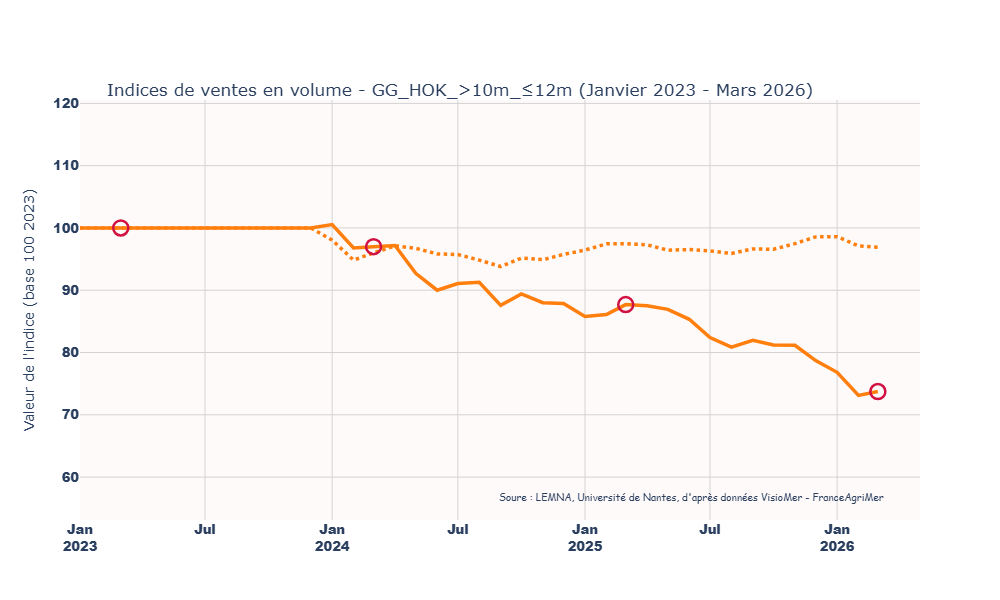 Indices de ventes en volume - GG_HOK_>10m_≤12m (Janvier 2023 - Mars 2026)
Valeur de l'indice (base 100 2023)
120
110
100
90
80
70
60
Soure : LEMNA, Université de Nantes, d'après données VisioMer - FranceAgriMer
Jan Jul Jan Jul Jan Jul Jan
2023 2024 2025 2026